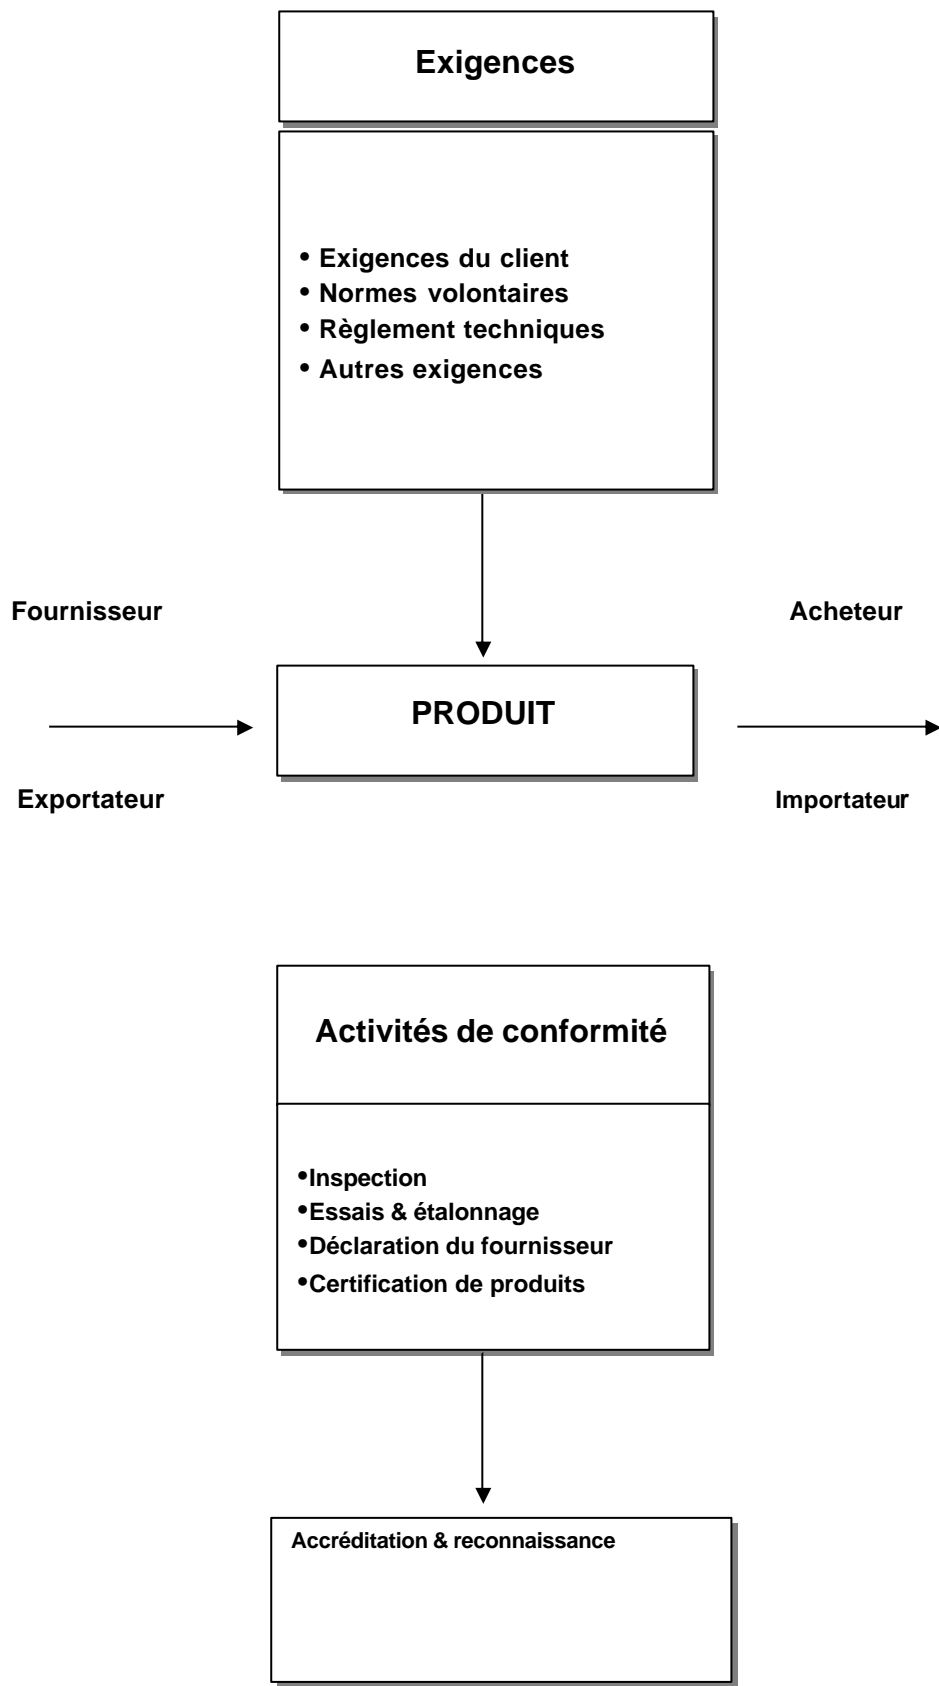 Exigences
• Exigences du client
• Normes volontaires
• Règlement techniques
• Autres exigences
Fournisseur
Acheteur
PRODUIT
Exportateur
Importateur
Activités de conformité
•Inspection
•Essais & étalonnage
•Déclaration du fournisseur
•Certification de produits
Accréditation & reconnaissance